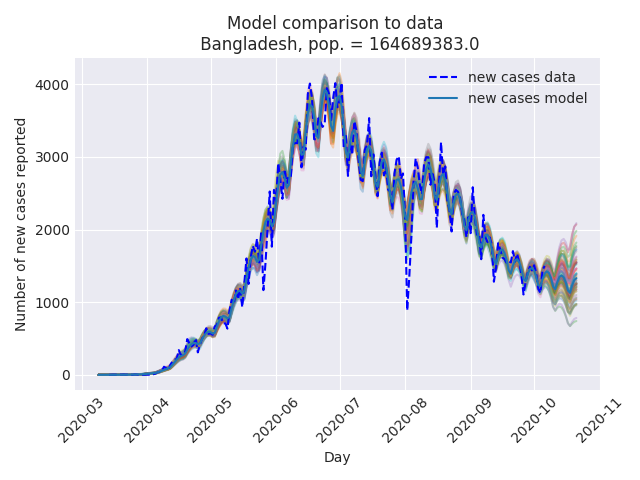 Model comparison to data
Bangladesh, pop. = 164689383.0
new cases data
new cases model
Number of new cases reported
4000
3000
2000
1000
0
2020-03
2020-04
2020-05
2020-06
2020-07
2020-08
2020-09
2020-10
2020-11
Day